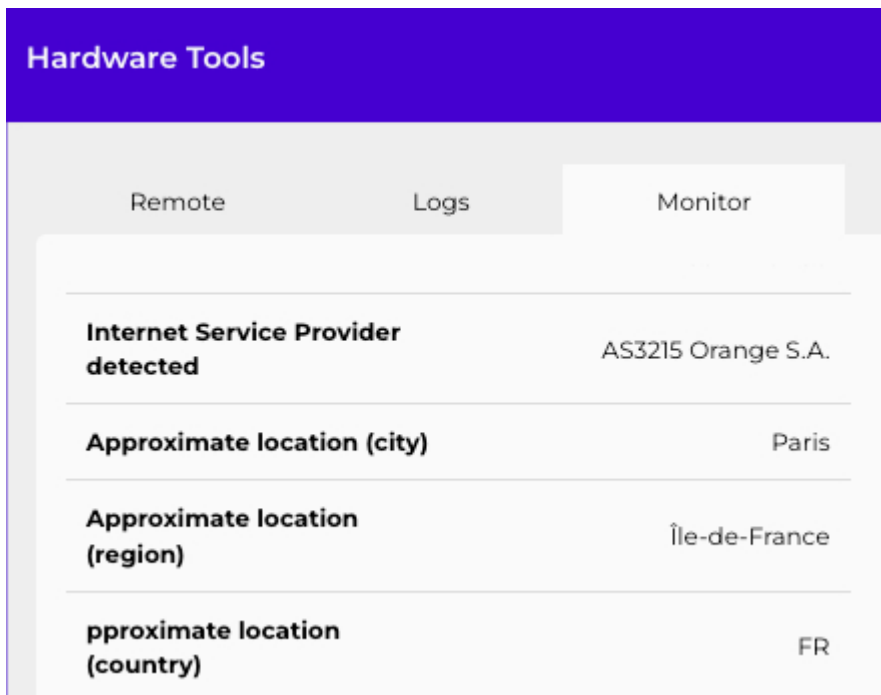 Hardware Tools
Remote Logs Monitor
Internet Service Provider
detected
AS3215 Orange S.A.
Approximate location (city) Paris
Approximate location
(region)
Île-de-France
pproximate location
(country)
FR